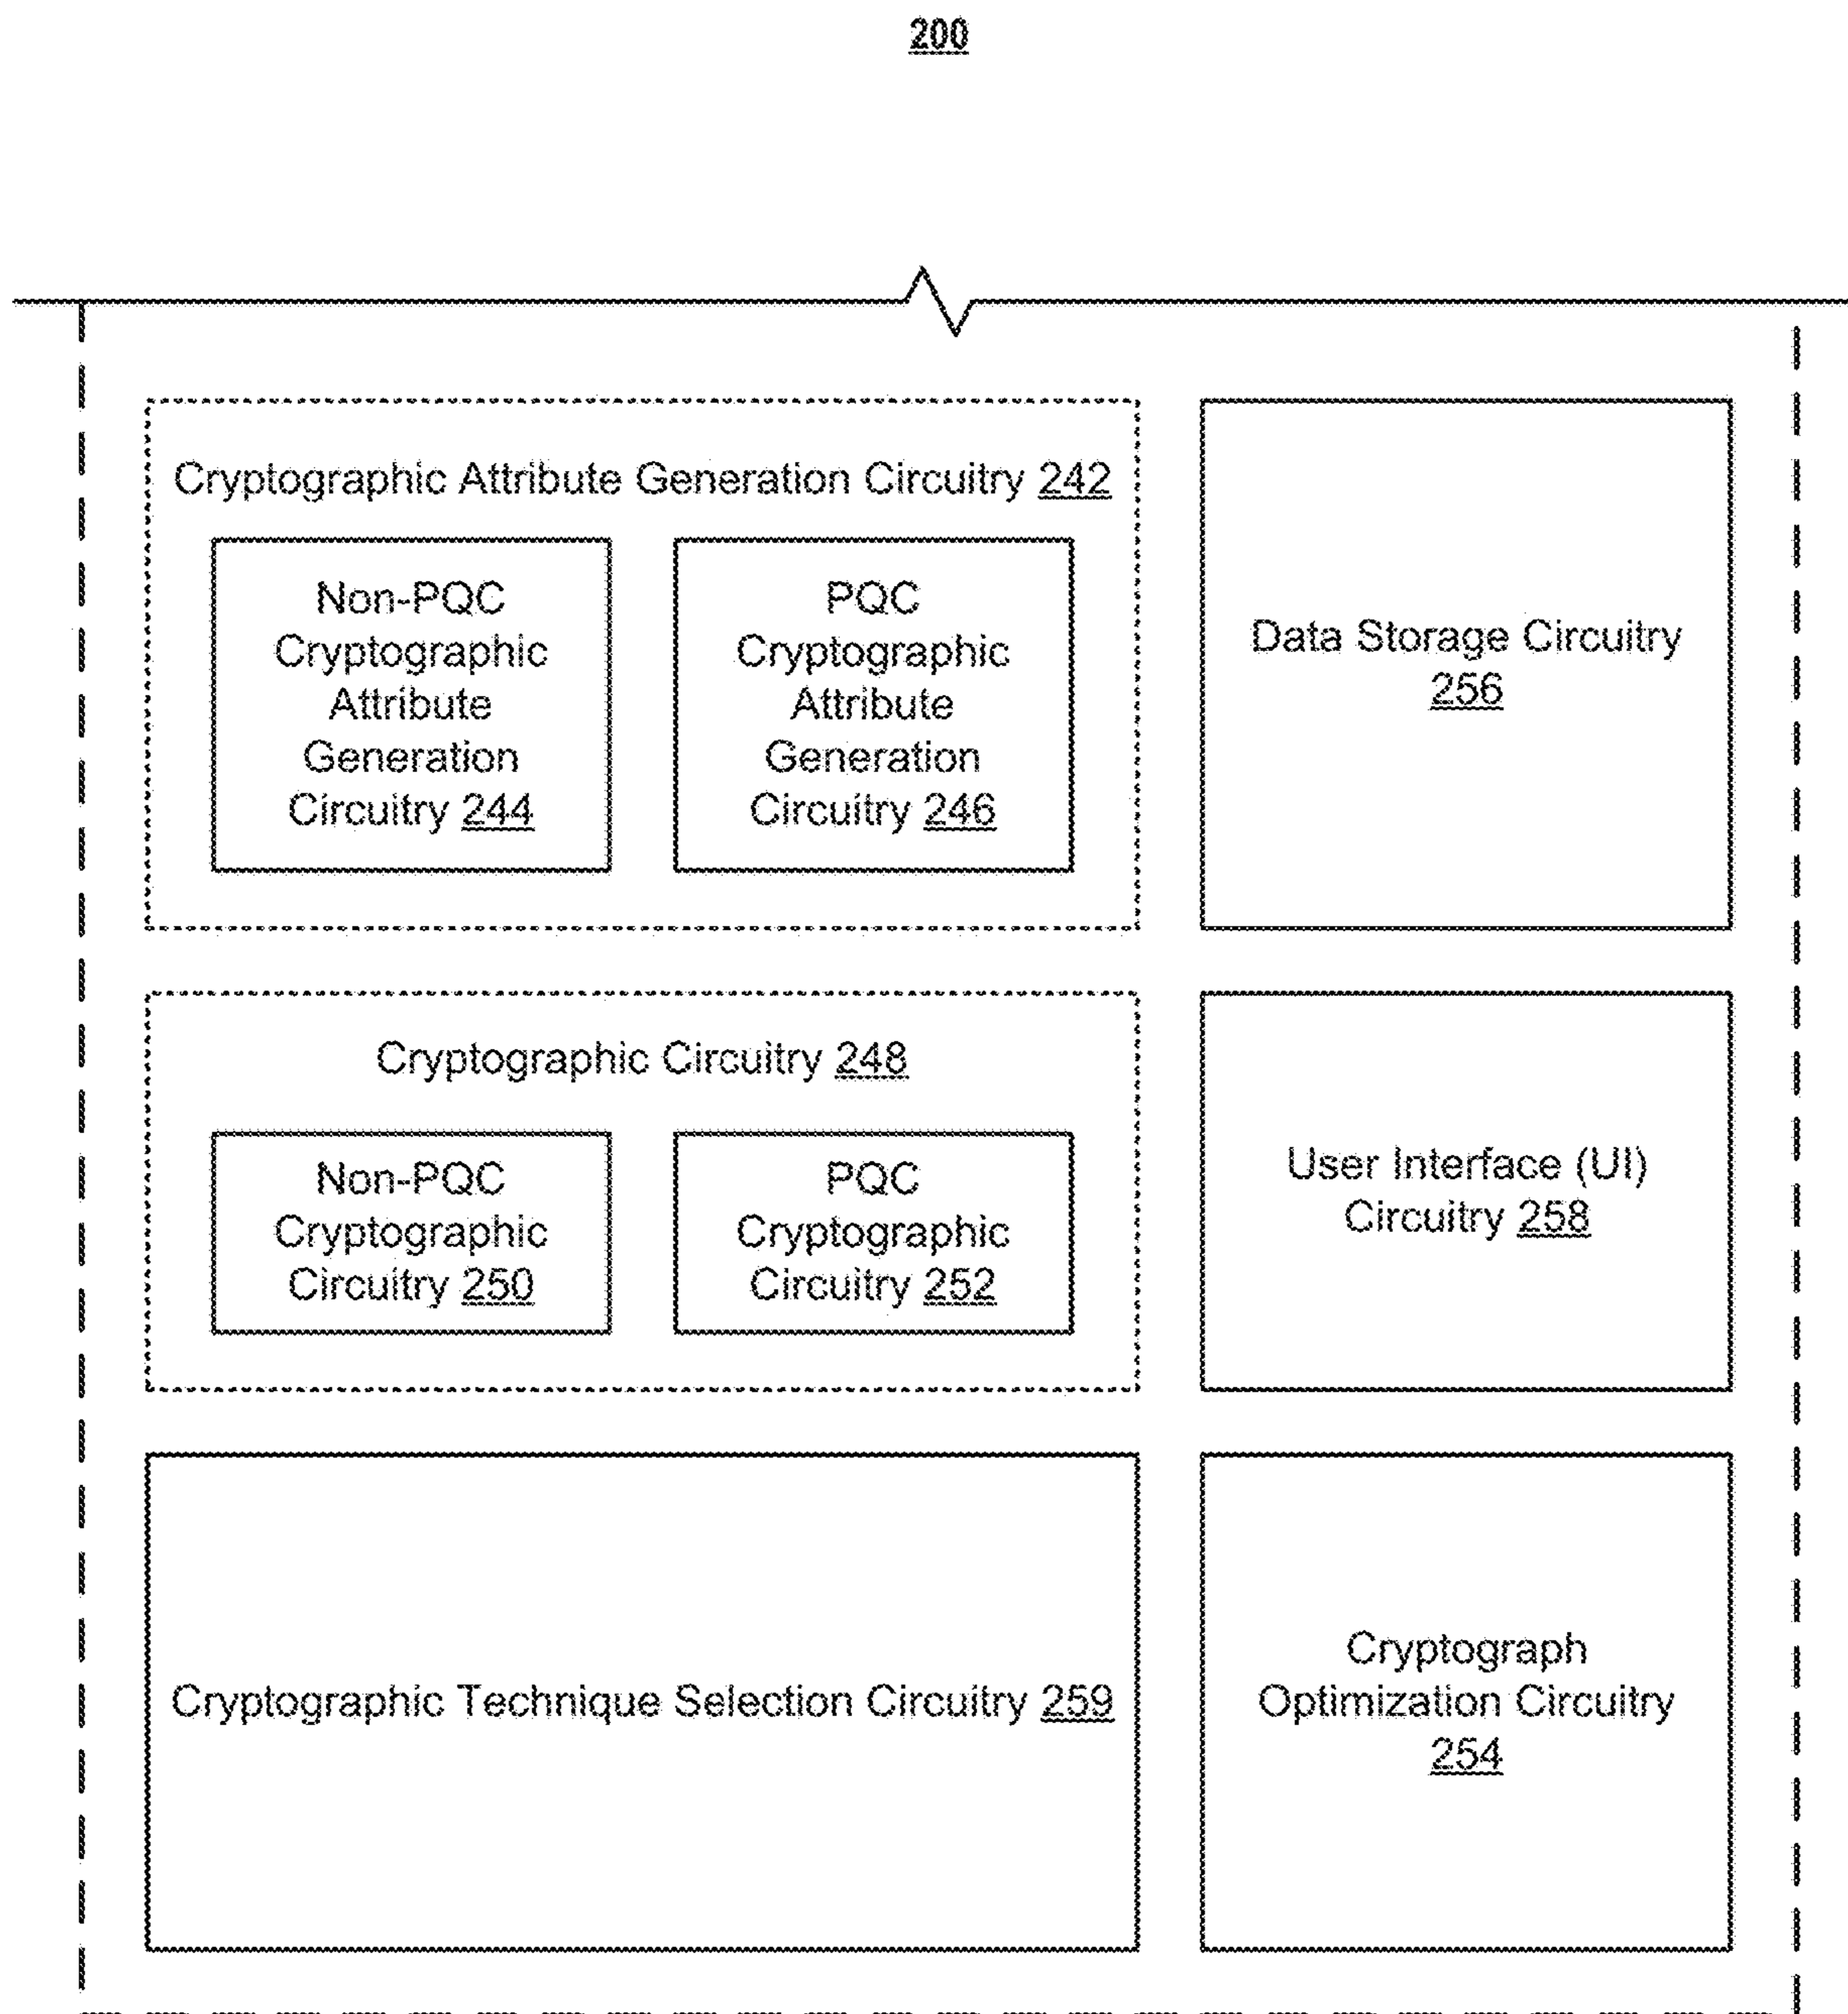 200
Cryptographic Attribute Generation Circuitry 242
Non-PQC
Cryptographic
Attribute
Generation
Circuitry 244
PQC
Cryptographic
Attribute
Generation
Circuitry 246
Data Storage Circuitry
256
Cryptographic Circuitry 248
Non-PQC
Cryptographic
Circuitry 250
PQC
Cryptographic
Circuitry 252
User Interface (UI)
Circuitry 258
Cryptographic Technique Selection Circuitry 259
Cryptograph
Optimization Circuitry
254